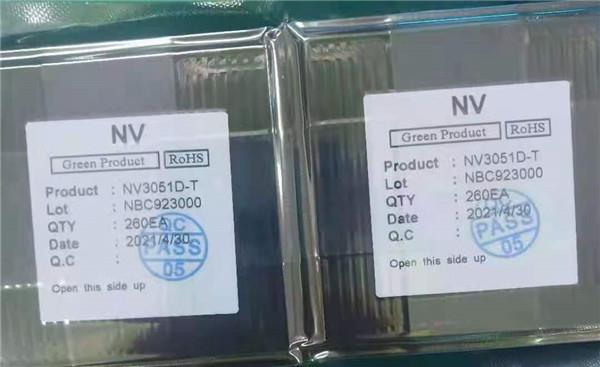 NV
Green Product RoHS
Product : NV3051D-T
Lot : NBC923000
QTY : 260EA
Date : 2021/4/30
Q.C :
QC
PASS
05
Open this side up
NV
Green Product RoHS
Product : NV3051D-T
Lot : NBC923000
QTY : 260EA
Date : 2021/4/30
Q.C :
QC
PASS
05
Open this side up